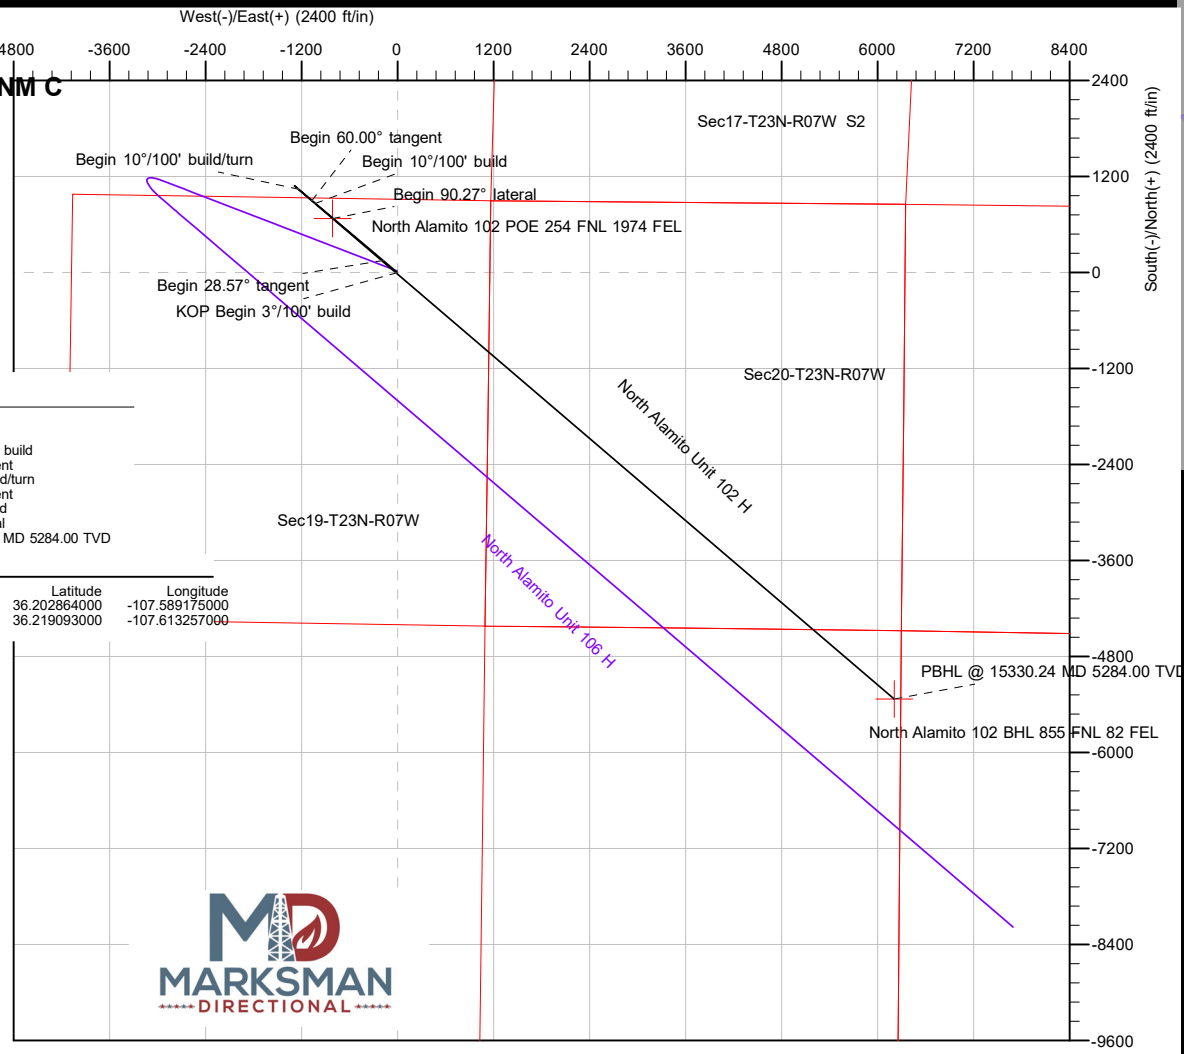 West(-)/East(+) (2400 ft/in)
4800 -3600 -2400 -1200 0 1200 2400 3600 4800 6000 7200 8400
NM C
2400
1200
0
-1200
-2400
-3600
-4800
-6000
-7200
-8400
-9600
South(-)/North(+) (2400 ft/in)
Sec17-T23N-R07W S2
Begin 60.00° tangent
Begin 10°/100' build/turn
Begin 10°/100' build
Begin 90.27° lateral
North Alamito 102 POE 254 FNL 1974 FEL
Begin 28.57° tangent
KOP Begin 3°/100' build
Sec20-T23N-R07W
North Alamito Unit 102 H
build
nt
d/turn
nt
d
al
MD 5284.00 TVD
Sec19-T23N-R07W
North Alamito Unit 106 H
Latitude Longitude
36.202864000 -107.589175000
36.219093000 -107.613257000
PBHL @ 15330.24 MD 5284.00 TVD
North Alamito 102 BHL 855 FNL 82 FEL
MD
MARKSMAN
DIRECTIONAL